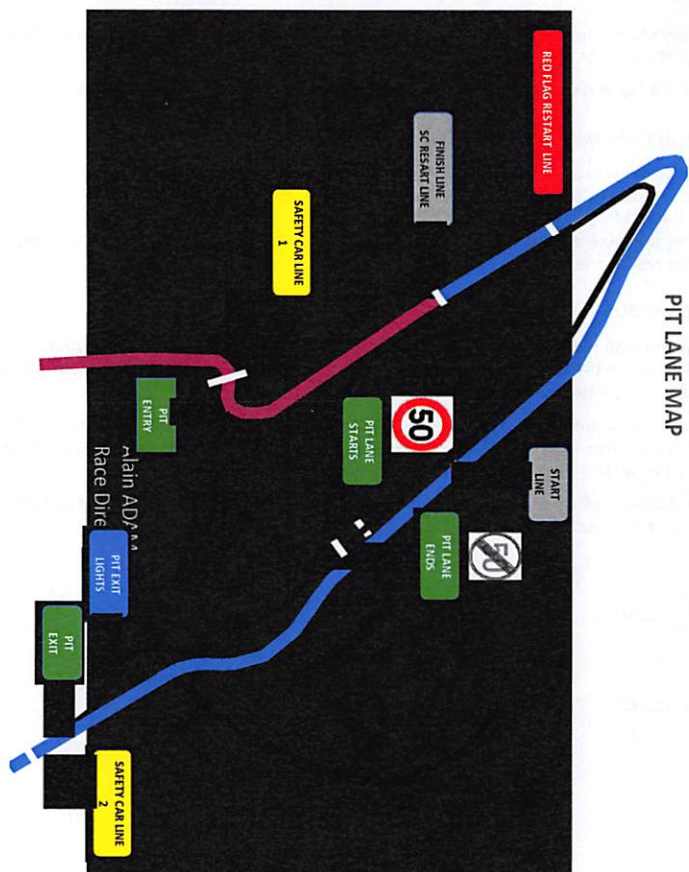 PIT LANE MAP
RED FLAG RESTART LINE
FINISH LINE
SC RESART LINE
SAFETY CAR LINE
1
START
LINE
50
PIT LANE
STARTS
50
PIT LANE
ENDS
PIT
ENTRY
Alain ADAM
Race Dire
PIT EXIT
LIGHTS
PIT
EXIT
SAFETY CAR LINE
2